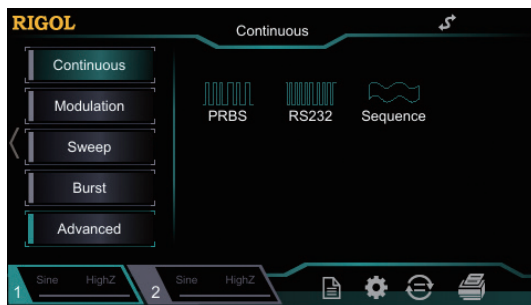 RIGOL
Continuous
Continuous
Modulation
Sweep
Burst
Advanced
PRBS
RS232
Sequence
1
Sine
HighZ
2
Sine
HighZ